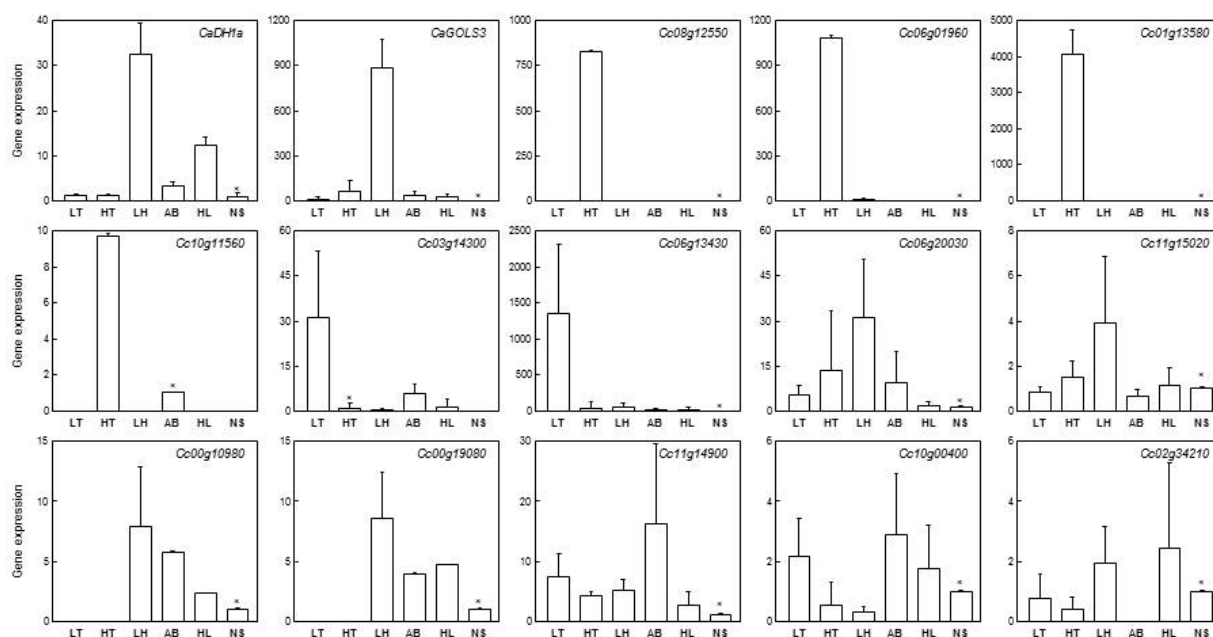 Gene expression
CaDH1a
40
30
20
10
0
*
LT HT LH AB HL NS
CaGOLS3
1200
900
600
300
0
*
LT HT LH AB HL NS
Cc08g12550
1000
750
500
250
0
*
LT HT LH AB HL NS
Cc06g01960
1200
900
600
300
0
*
LT HT LH AB HL NS
Cc01g13580
5000
4000
3000
2000
1000
0
*
LT HT LH AB HL NS
Gene expression
Cc10g11560
10
8
6
4
2
0
*
LT HT LH AB HL NS
Cc03g14300
60
45
30
15
0
*
LT HT LH AB HL NS
Cc06g13430
2500
2000
1500
1000
500
0
*
LT HT LH AB HL NS
Cc06g20030
60
45
30
15
0
*
LT HT LH AB HL NS
Cc11g15020
8
6
4
2
0
*
LT HT LH AB HL NS
Gene expression
Cc00g10980
15
10
5
0
*
LT HT LH AB HL NS
Cc00g19080
15
10
5
0
*
LT HT LH AB HL NS
Cc11g14900
30
20
10
0
*
LT HT LH AB HL NS
Cc10g00400
6
4
2
0
*
LT HT LH AB HL NS
Cc02g34210
6
4
2
0
*
LT HT LH AB HL NS